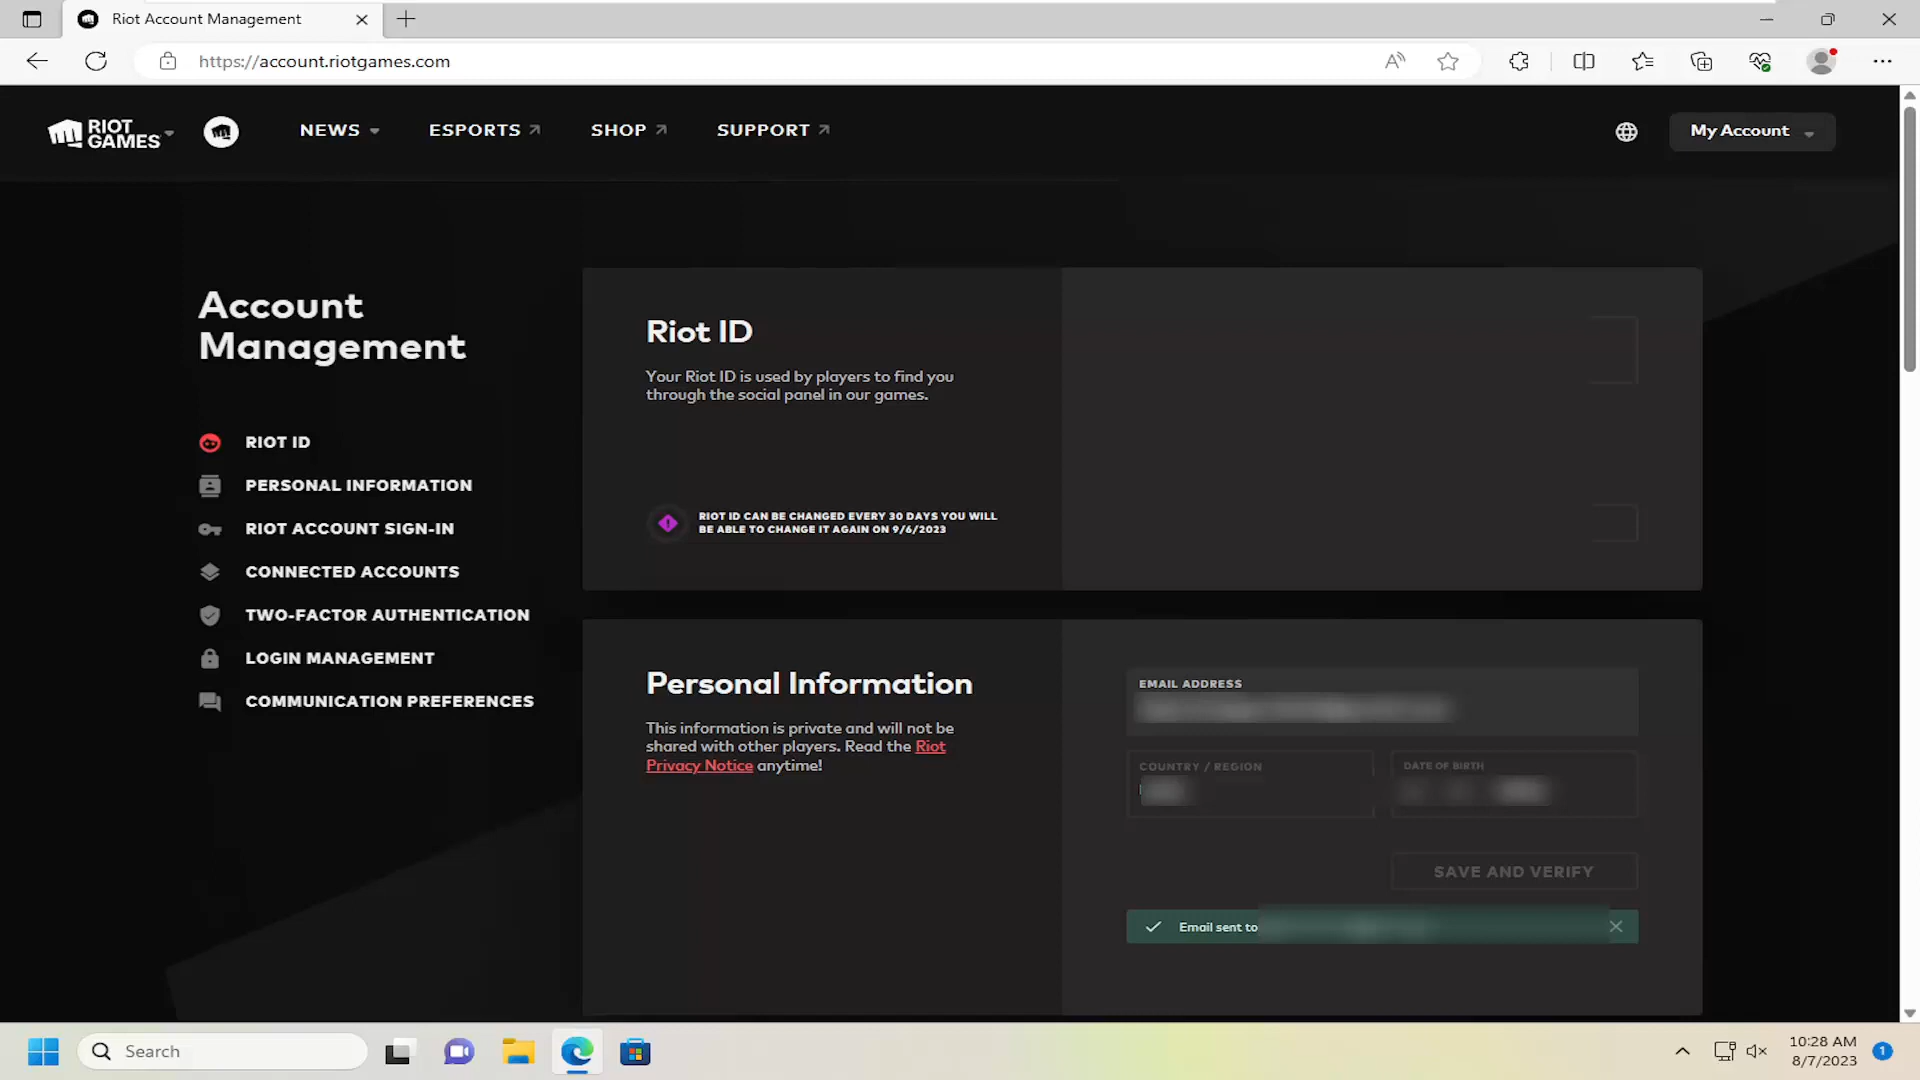 Riot Account Management
https://account.riotgames.com
RIOT GAMES
NEWS
ESPORTS
SHOP
SUPPORT
My Account
Account
Management
RIOT ID
PERSONAL INFORMATION
RIOT ACCOUNT SIGN-IN
CONNECTED ACCOUNTS
TWO-FACTOR AUTHENTICATION
LOGIN MANAGEMENT
COMMUNICATION PREFERENCES
Riot ID
Your Riot ID is used by players to find you
through the social panel in our games.
RIOT ID CAN BE CHANGED EVERY 30 DAYS YOU WILL
BE ABLE TO CHANGE IT AGAIN ON 9/6/2023
Personal Information
This information is private and will not be
shared with other players. Read the Riot
Privacy Notice anytime!
EMAIL ADDRESS
COUNTRY / REGION
DATE OF BIRTH
SAVE AND VERIFY
Email sent to
Search
10:28 AM
8/7/2023
1